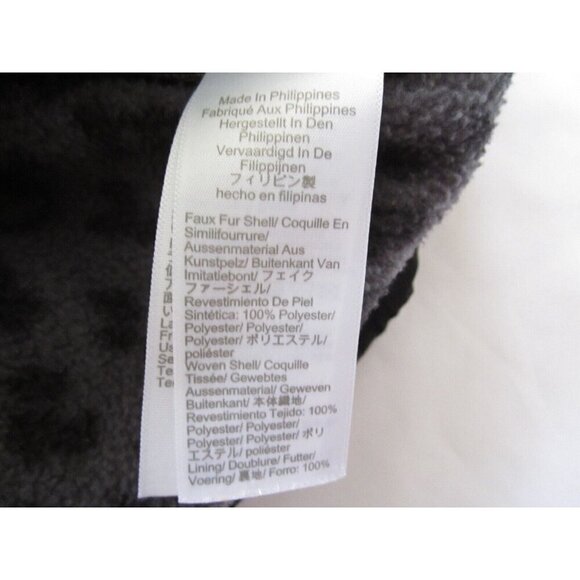 Made In Philippines
Fabriqué Aux Philippines
Hergestellt In Den
Philippinen
Vervaardigd In De
Filippijnen
フィリピン製
hecho en filipinas
Faux Fur Shell/ Coquille En
Similifourrure/
Aussenmaterial Aus
Kunstpelz/ Buitenkant Van
Imitatiebont/ フェイク
ファーシェル/
Revestimiento De Piel
Sintética: 100% Polyester/
Polyester/ Polyester/
Polyester/ ポリエステル/
poliéster
Woven Shell/ Coquille
Tissée/ Gewebtes
Aussenmaterial/ Geweven
Buitenkant/ 本体織地/
Revestimiento Tejido: 100%
Polyester/ Polyester/
Polyester/ Polyester/ ポリ
エステル/ poliéster
Lining/ Doublure/ Futter/
Voering/ 裏地/ Forro: 100%